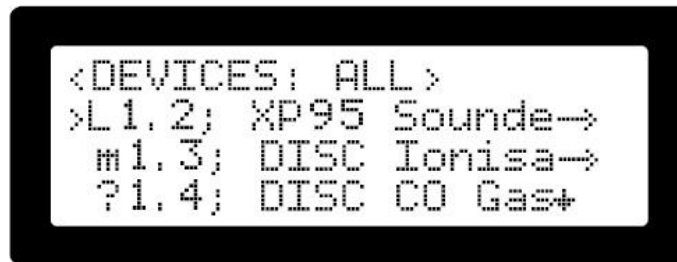 <DEVICES: ALL>
>L1.2; XP95 Sounde→
m1.3; DISC Ionisa→
?1.4; DISC CO Gas↓